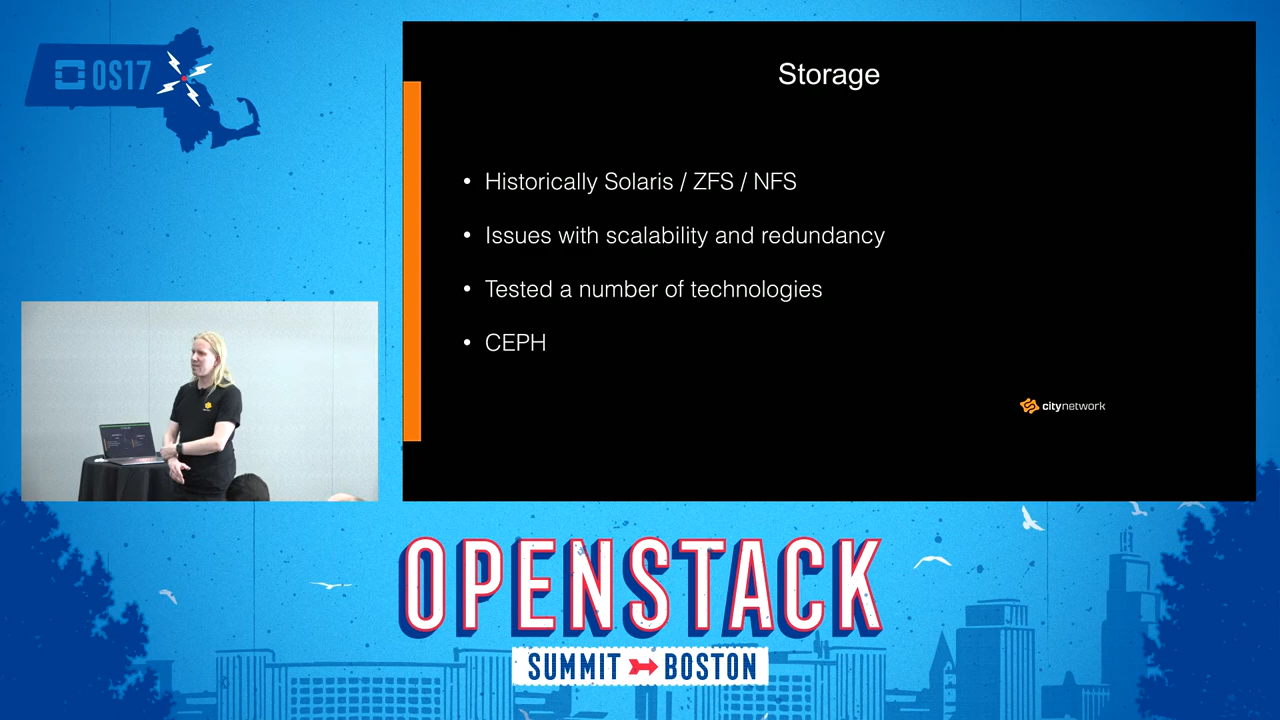 OS17
Storage
• Historically Solaris / ZFS / NFS
• Issues with scalability and redundancy
• Tested a number of technologies
• CEPH
citynetwork
OPENSTACK
SUMMIT BOSTON